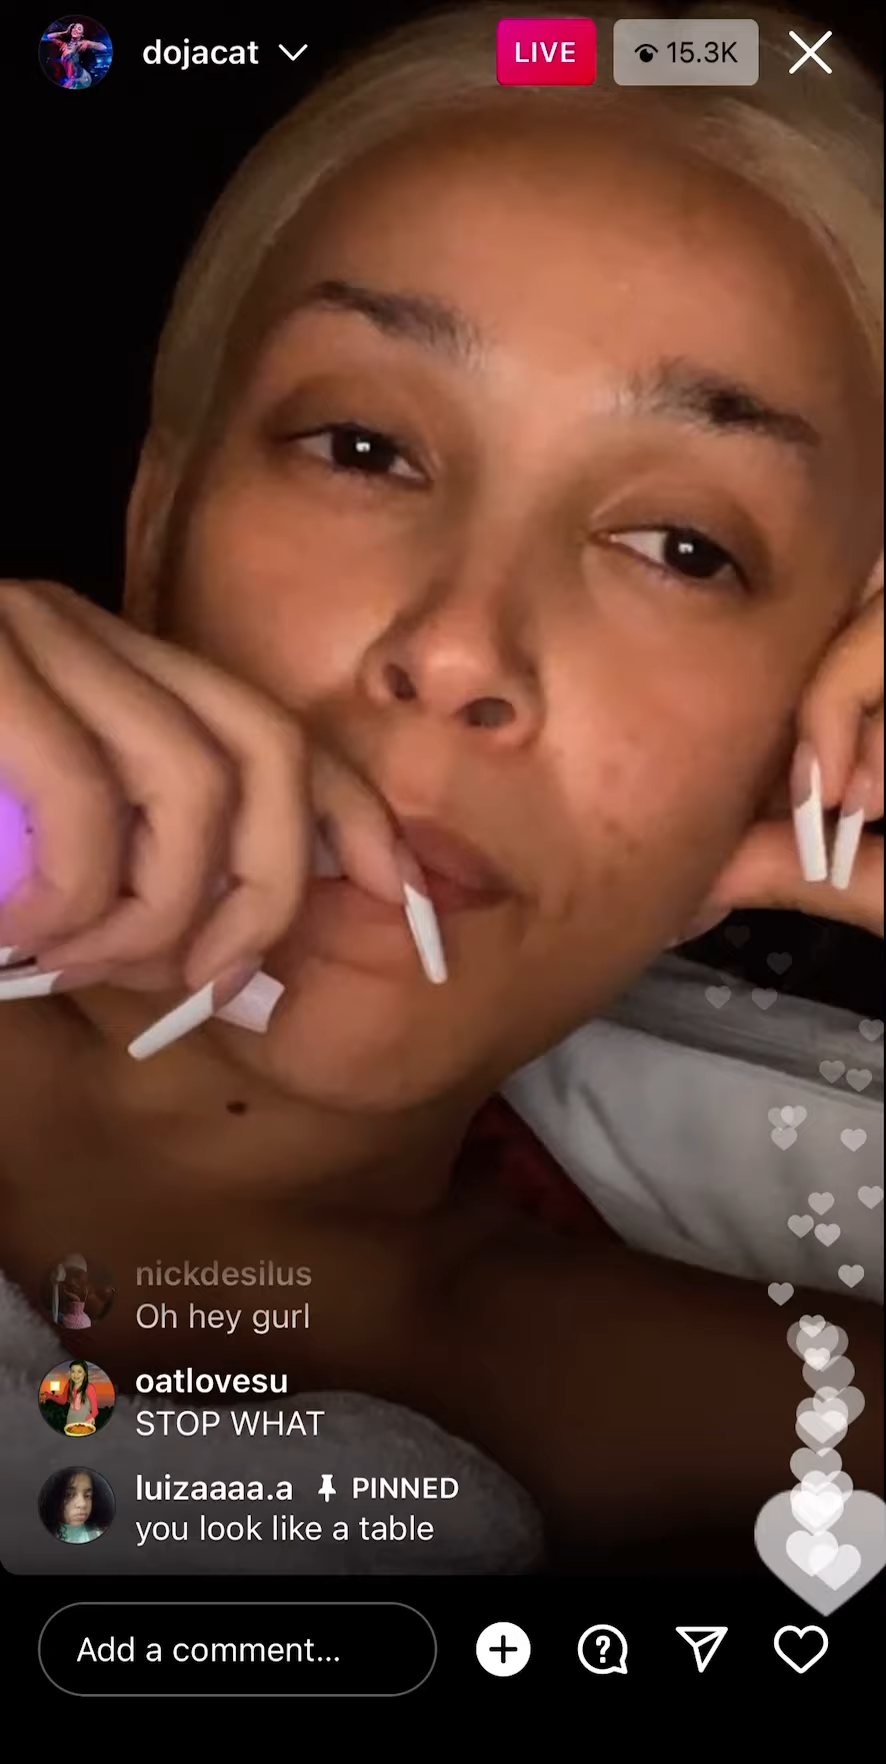 dojacat
LIVE
15.3K
nickdesilus
Oh hey gurl
oatlovesu
STOP WHAT
luizaaaa.a PINNED
you look like a table
Add a comment...